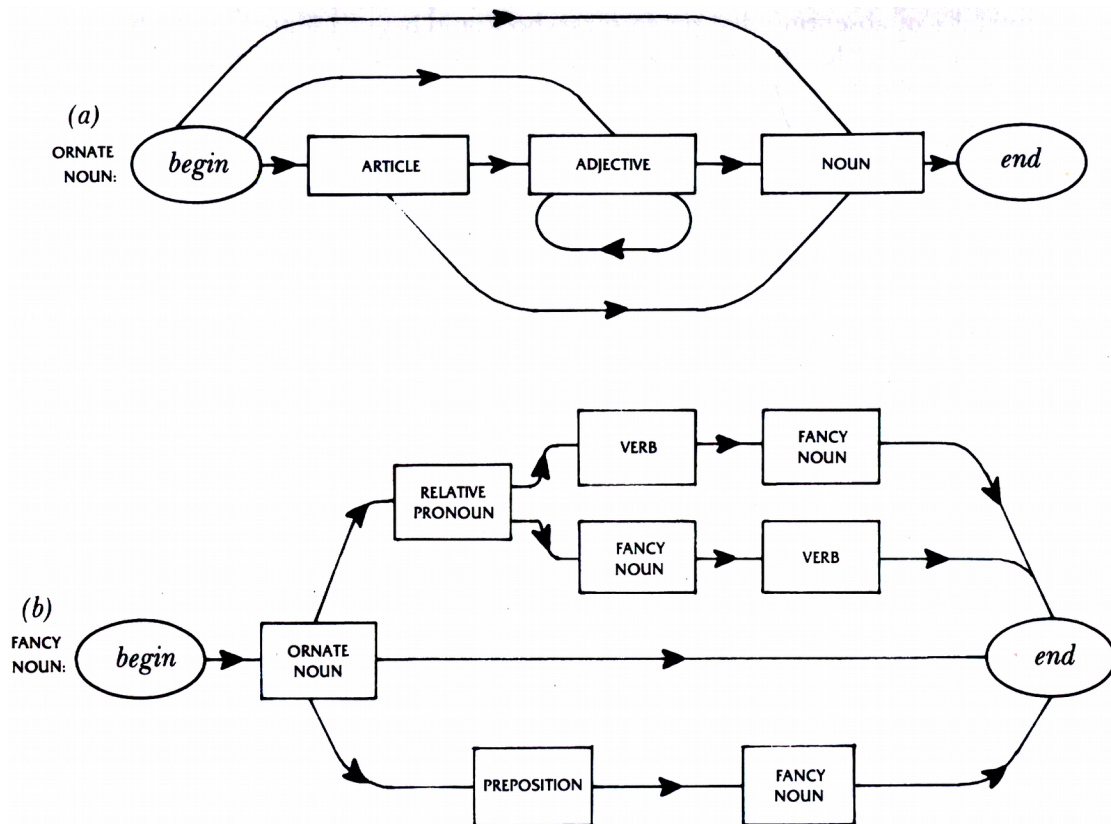 (a)
ORNATE
NOUN:
begin
ARTICLE
ADJECTIVE
NOUN
end
VERB
FANCY
NOUN
RELATIVE
PRONOUN
FANCY
NOUN
VERB
(b)
FANCY
NOUN:
begin
ORNATE
NOUN
end
PREPOSITION
FANCY
NOUN